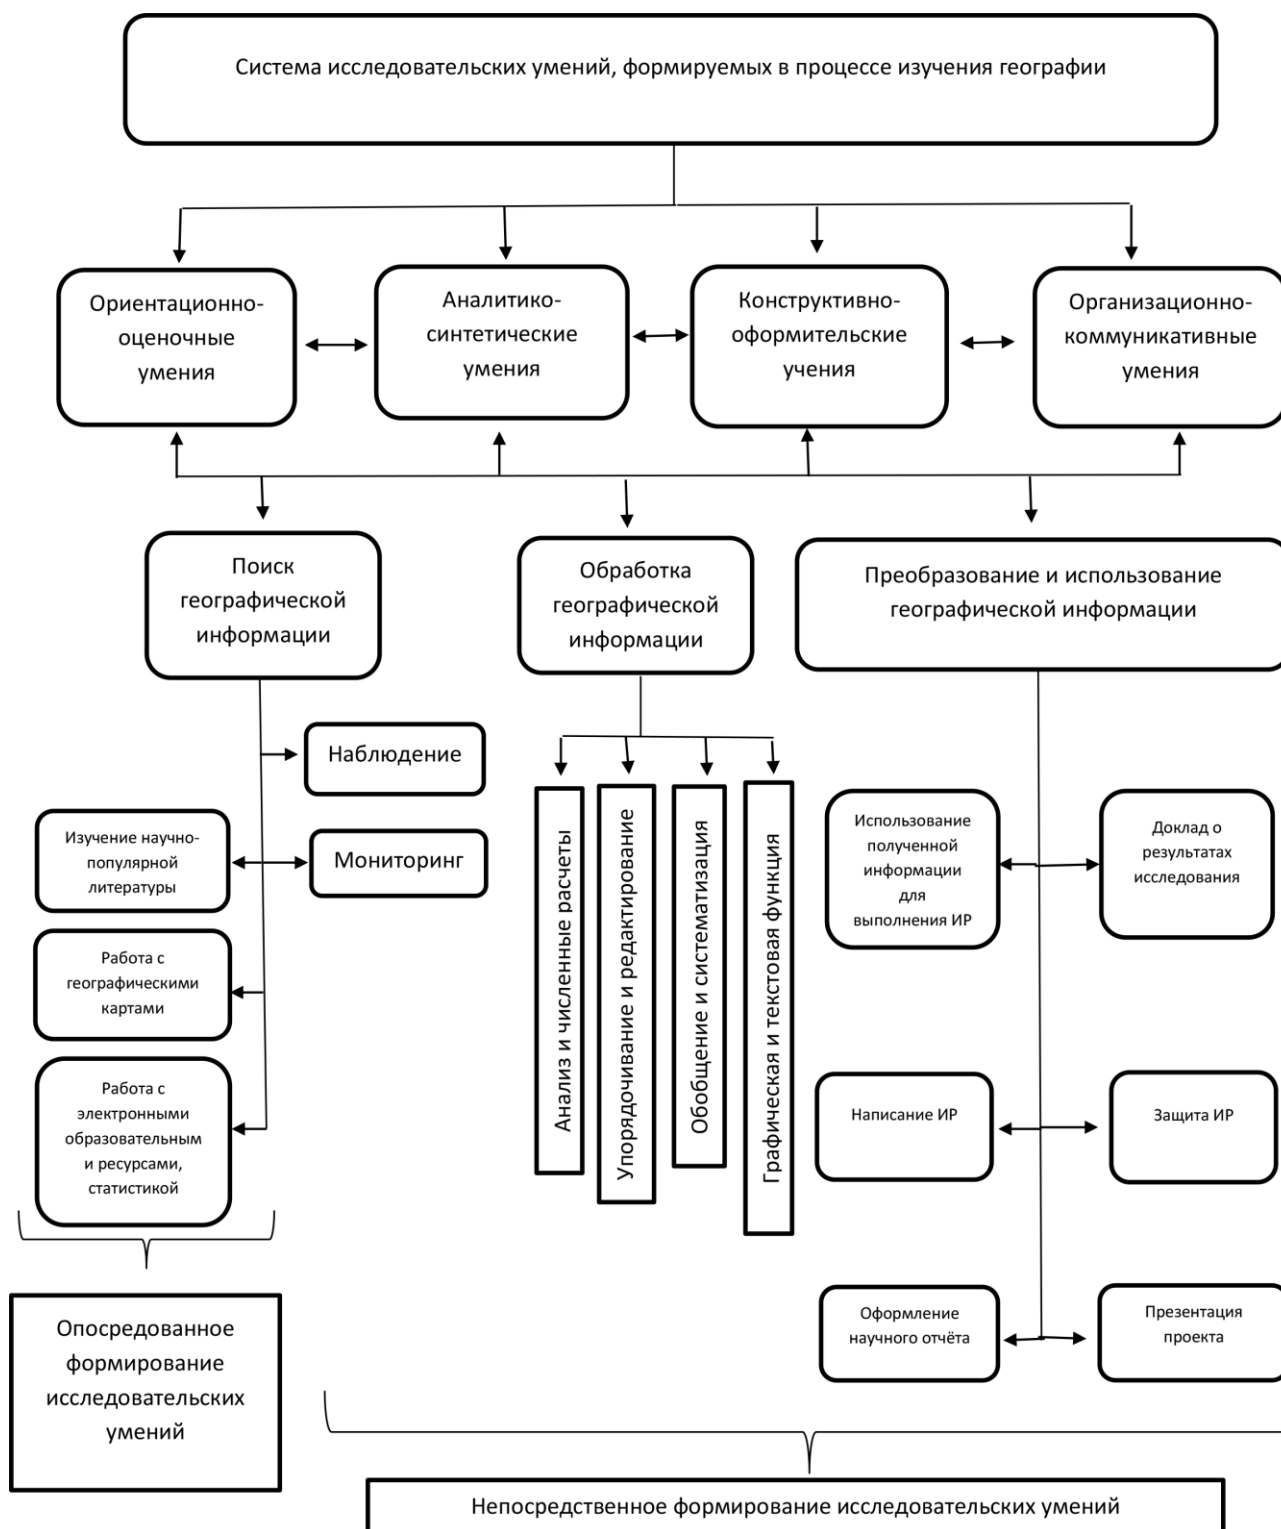 Система исследовательских умений, формируемых в процессе изучения географии
Ориентационно-
оценочные
умения
Аналитико-
синтетические
умения
Конструктивно-
оформительские
учения
Организационно-
коммуникативные
умения
Поиск
географической
информации
Обработка
географической
информации
Преобразование и использование
географической информации
Наблюдение
Изучение научно-
популярной
литературы
Мониторинг
Работа с
географическими
картами
Работа с
электронными
образовательным
и ресурсами,
статистикой
Анализ и численные расчеты
Упорядочивание и редактирование
Обобщение и систематизация
Графическая и текстовая функция
Использование
полученной
информации
для
выполнения ИР
Доклад о
результатах
исследования
Написание ИР
Защита ИР
Оформление
научного отчёта
Презентация
проекта
Опосредованное
формирование
исследовательских
умений
Непосредственное формирование исследовательских умений